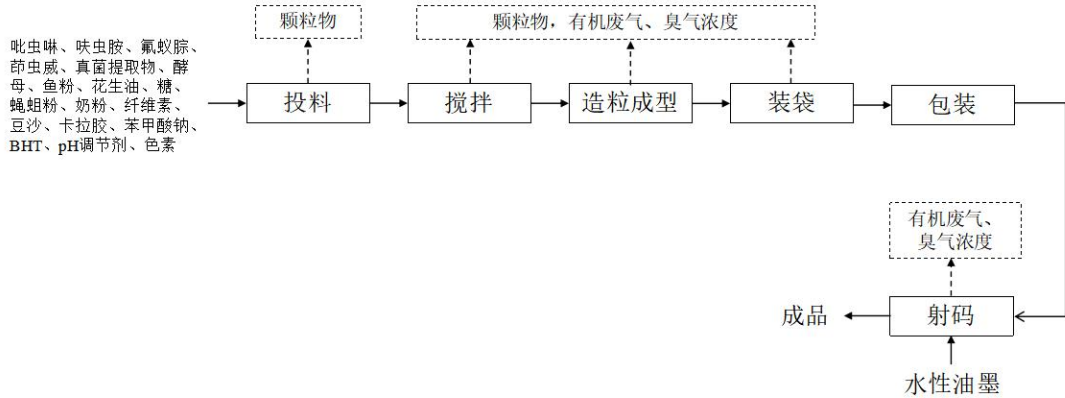 颗粒物
颗粒物，有机废气、臭气浓度
吡虫啉、呋虫胺、氟蚁腙、
茚虫威、真菌提取物、酵
母、鱼粉、花生油、糖、
蝇蛆粉、奶粉、纤维素、
豆沙、卡拉胶、苯甲酸钠、
BHT、pH调节剂、色素
投料
搅拌
造粒成型
装袋
包装
有机废气、
臭气浓度
成品
射码
水性油墨